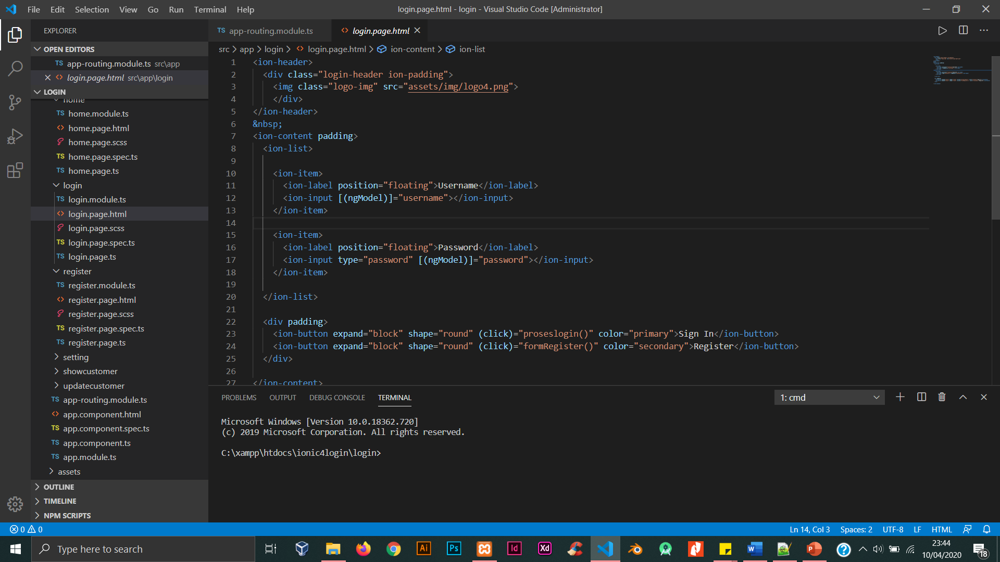 File Edit Selection View Go Run Terminal Help
login.page.html - login - Visual Studio Code [Administrator]
EXPLORER
OPEN EDITORS
TS app-routing.module.ts src\app
login.page.html src\app\login
LOGIN
home
TS home.module.ts
home.page.html
home.page.scss
TS home.page.spec.ts
TS home.page.ts
login
TS login.module.ts
login.page.html
login.page.scss
TS login.page.spec.ts
TS login.page.ts
register
TS register.module.ts
register.page.html
register.page.scss
TS register.page.spec.ts
TS register.page.ts
setting
showcustomer
updatecustomer
TS app-routing.module.ts
app.component.html
TS app.component.spec.ts
TS app.component.ts
TS app.module.ts
assets
OUTLINE
TIMELINE
NPM SCRIPTS
TS app-routing.module.ts
login.page.html
src > app > login > login.page.html > ion-content > ion-list
1 <ion-header>
2 <div class="login-header ion-padding">
3 <img class="logo-img" src="assets/img/logo4.png">
4 </div>
5 </ion-header>
6 &nbsp;
7 <ion-content padding>
8 <ion-list>
9
10 <ion-item>
11 <ion-label position="floating">Username</ion-label>
12 <ion-input [(ngModel)]="username"></ion-input>
13 </ion-item>
14
15 <ion-item>
16 <ion-label position="floating">Password</ion-label>
17 <ion-input type="password" [(ngModel)]="password"></ion-input>
18 </ion-item>
19
20 </ion-list>
21
22 <div padding>
23 <ion-button expand="block" shape="round" (click)="proseslogin()" color="primary">Sign In</ion-button>
24 <ion-button expand="block" shape="round" (click)="formRegister()" color="secondary">Register</ion-button>
25 </div>
26
27 </ion-content>
PROBLEMS OUTPUT DEBUG CONSOLE TERMINAL
1: cmd
Microsoft Windows [Version 10.0.18362.720]
(c) 2019 Microsoft Corporation. All rights reserved.
C:\xampp\htdocs\ionic4login\login>
0 0
Ln 14, Col 3 Spaces: 2 UTF-8 LF HTML
Type here to search
Ai
Ps
Id
Xd
23:44
10/04/2020
18